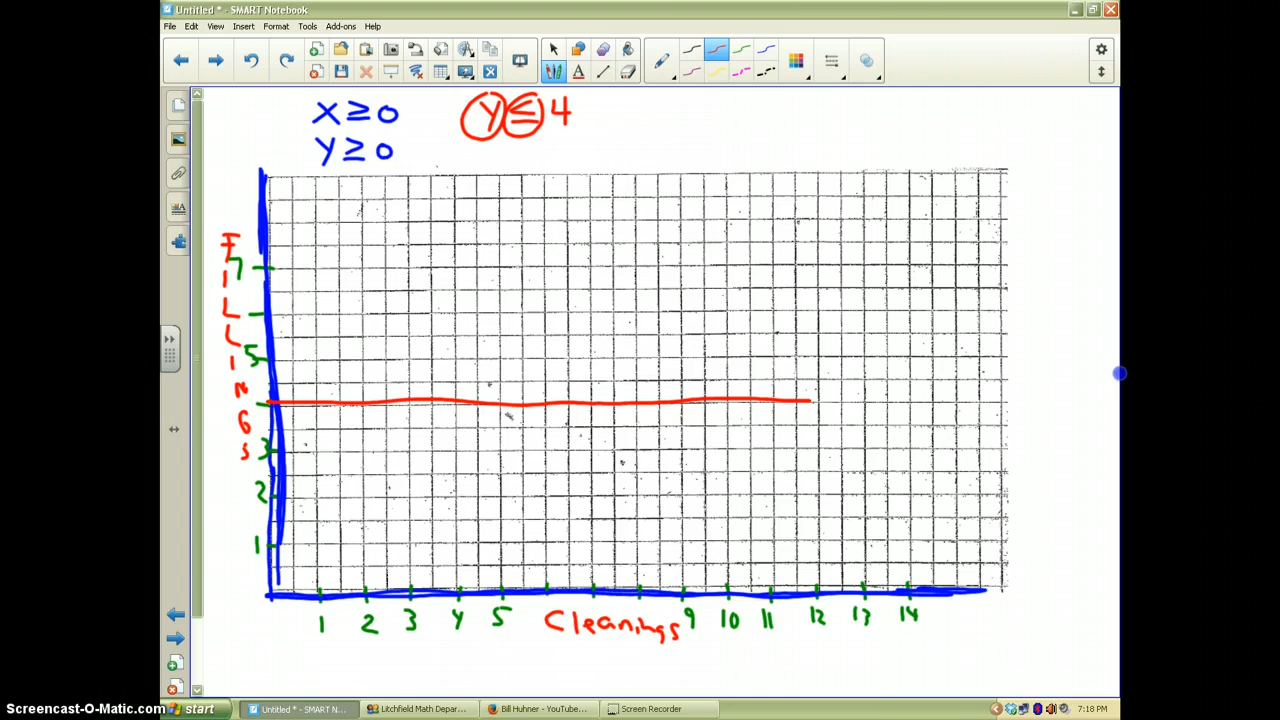 Untitled * - SMART Notebook
File Edit View Insert Format Tools Add-ons Help
X ≥ 0
y ≤ 4
Y ≥ 0
FILLINGS
7
5
3
2
1
1 2 3 4 5 Cleanings 9 10 11 12 13 14
Screencast-O-Matic.com
start
Untitled * - SMART N...
Litchfield Math Depar...
Bill Huhner - YouTube...
Screen Recorder
7:18 PM